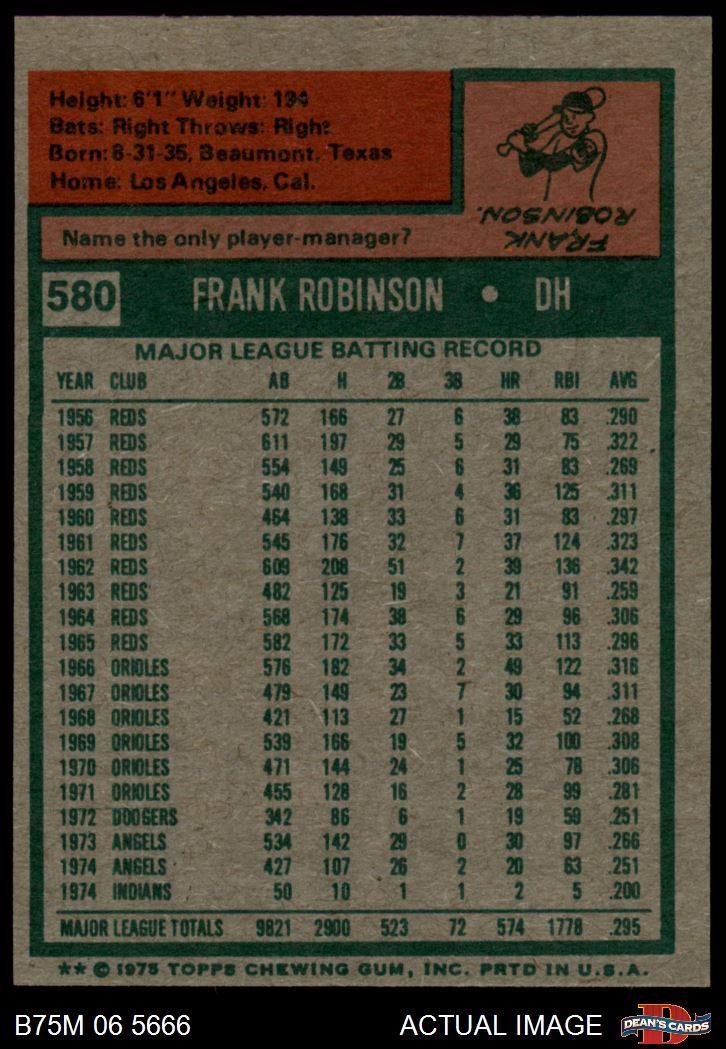 Height: 6'1" Weight: 194
Bats: Right Throws: Right
Born: 8-31-35, Beaumont, Texas
Home: Los Angeles, Cal.
Name the only player-manager?
FRANK
ROBINSON.
580 FRANK ROBINSON • DH
MAJOR LEAGUE BATTING RECORD
YEAR CLUB AB H 2B 3B HR RBI AVG
1956 REDS 572 166 27 6 38 83 .290
1957 REDS 611 197 29 5 29 75 .322
1958 REDS 554 149 25 6 31 83 .269
1959 REDS 540 168 31 4 36 125 .311
1960 REDS 464 138 33 6 31 83 .297
1961 REDS 545 176 32 7 37 124 .323
1962 REDS 609 208 51 2 39 136 .342
1963 REDS 482 125 19 3 21 91 .259
1964 REDS 568 174 38 6 29 96 .306
1965 REDS 582 172 33 5 33 113 .296
1966 ORIOLES 576 182 34 2 49 122 .316
1967 ORIOLES 479 149 23 7 30 94 .311
1968 ORIOLES 421 113 27 1 15 52 .268
1969 ORIOLES 539 166 19 5 32 100 .308
1970 ORIOLES 471 144 24 1 25 78 .306
1971 ORIOLES 455 128 16 2 28 99 .281
1972 DODGERS 342 86 6 1 19 59 .251
1973 ANGELS 534 142 29 0 30 97 .266
1974 ANGELS 427 107 26 2 20 63 .251
1974 INDIANS 50 10 1 1 2 5 .200
MAJOR LEAGUE TOTALS 9821 2900 523 72 574 1778 .295
** © 1975 TOPPS CHEWING GUM, INC. PRTD IN U.S.A.
B75M 06 5666 ACTUAL IMAGE D DEAN'S CARDS